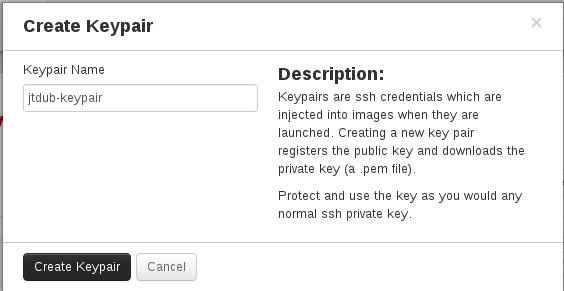 Create Keypair
×
Keypair Name
jtdub-keypair
Description:
Keypairs are ssh credentials which are
injected into images when they are
launched. Creating a new key pair
registers the public key and downloads the
private key (a .pem file).
Protect and use the key as you would any
normal ssh private key.
Create Keypair
Cancel